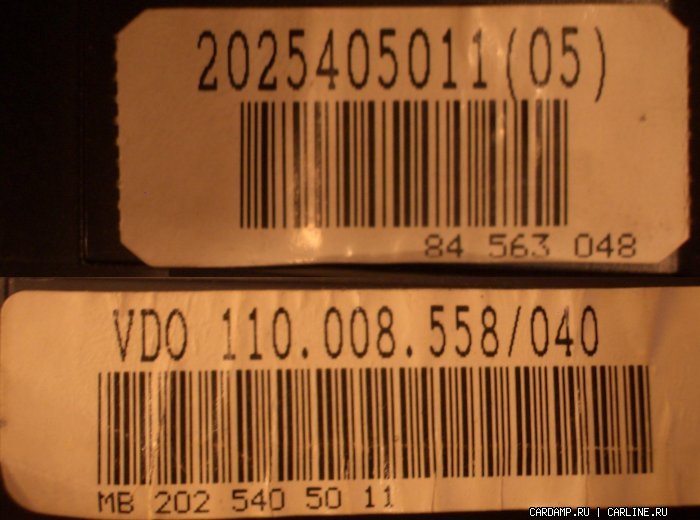 2025405011(05)
84 563 048
VDO 110.008.558/040
MB 202 540 50 11
CARDAMP.RU | CARLINE.RU